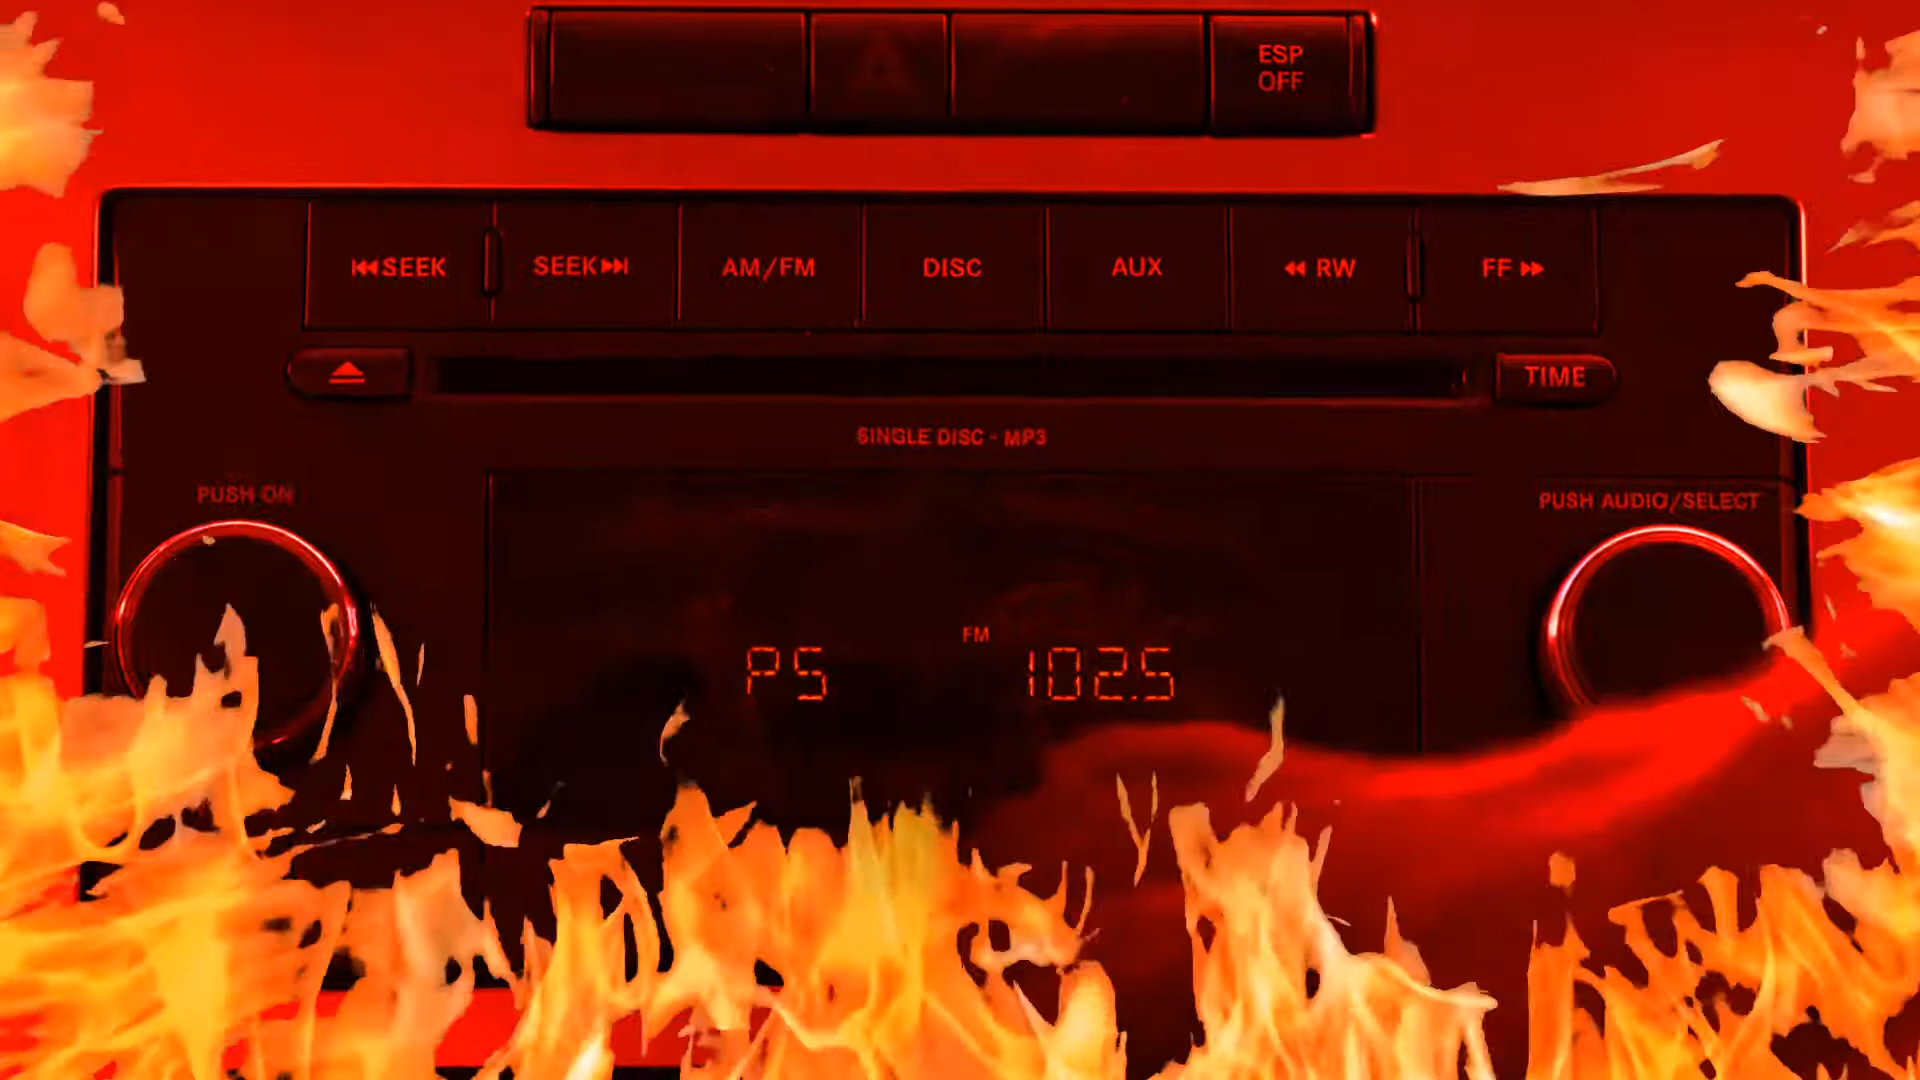 ESP
OFF
SEEK
SEEK
AM/FM
DISC
AUX
RW
FF
TIME
SINGLE DISC - MP3
PUSH ON
PUSH AUDIO/SELECT
FM
P5 102.5